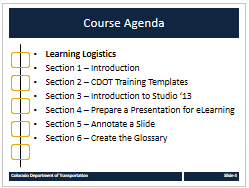 Course Agenda
• Learning Logistics
• Section 1 – Introduction
• Section 2 – CDOT Training Templates
• Section 3 – Introduction to Studio ‘13
• Section 4 – Prepare a Presentation for eLearning
• Section 5 – Annotate a Slide
• Section 6 – Create the Glossary
Colorado Department of Transportation Slide 4